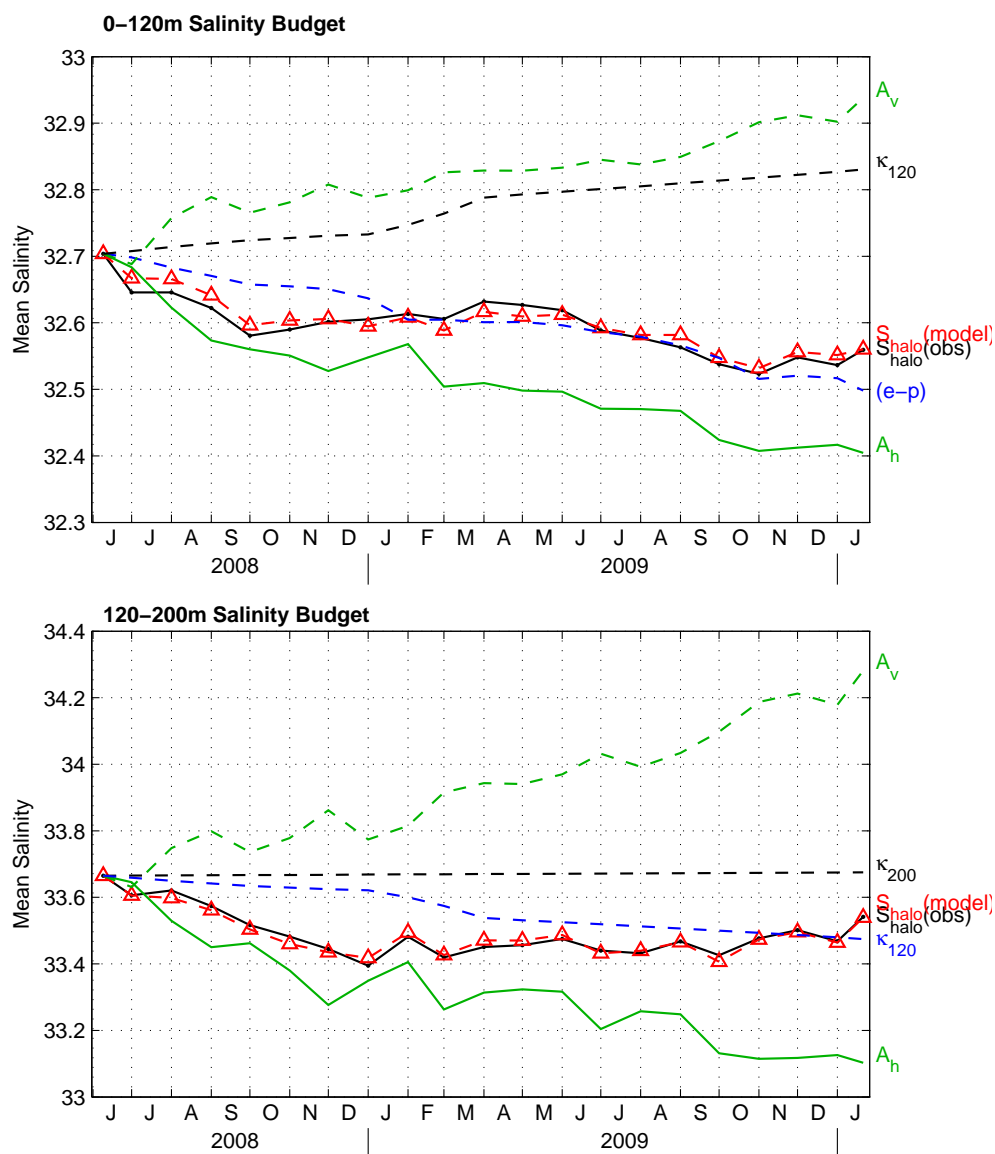 0–120m Salinity Budget
33
32.9
32.8
32.7
32.6
32.5
32.4
32.3
Mean Salinity
A_v
κ_120
S_halo(model)
S_halo(obs)
(e–p)
A_h
J J A S O N D J F M A M J J A S O N D J
2008 2009
120–200m Salinity Budget
34.4
34.2
34
33.8
33.6
33.4
33.2
33
Mean Salinity
A_v
κ_200
S_halo(model)
S_halo(obs)
κ_120
A_h
J J A S O N D J F M A M J J A S O N D J
2008 2009